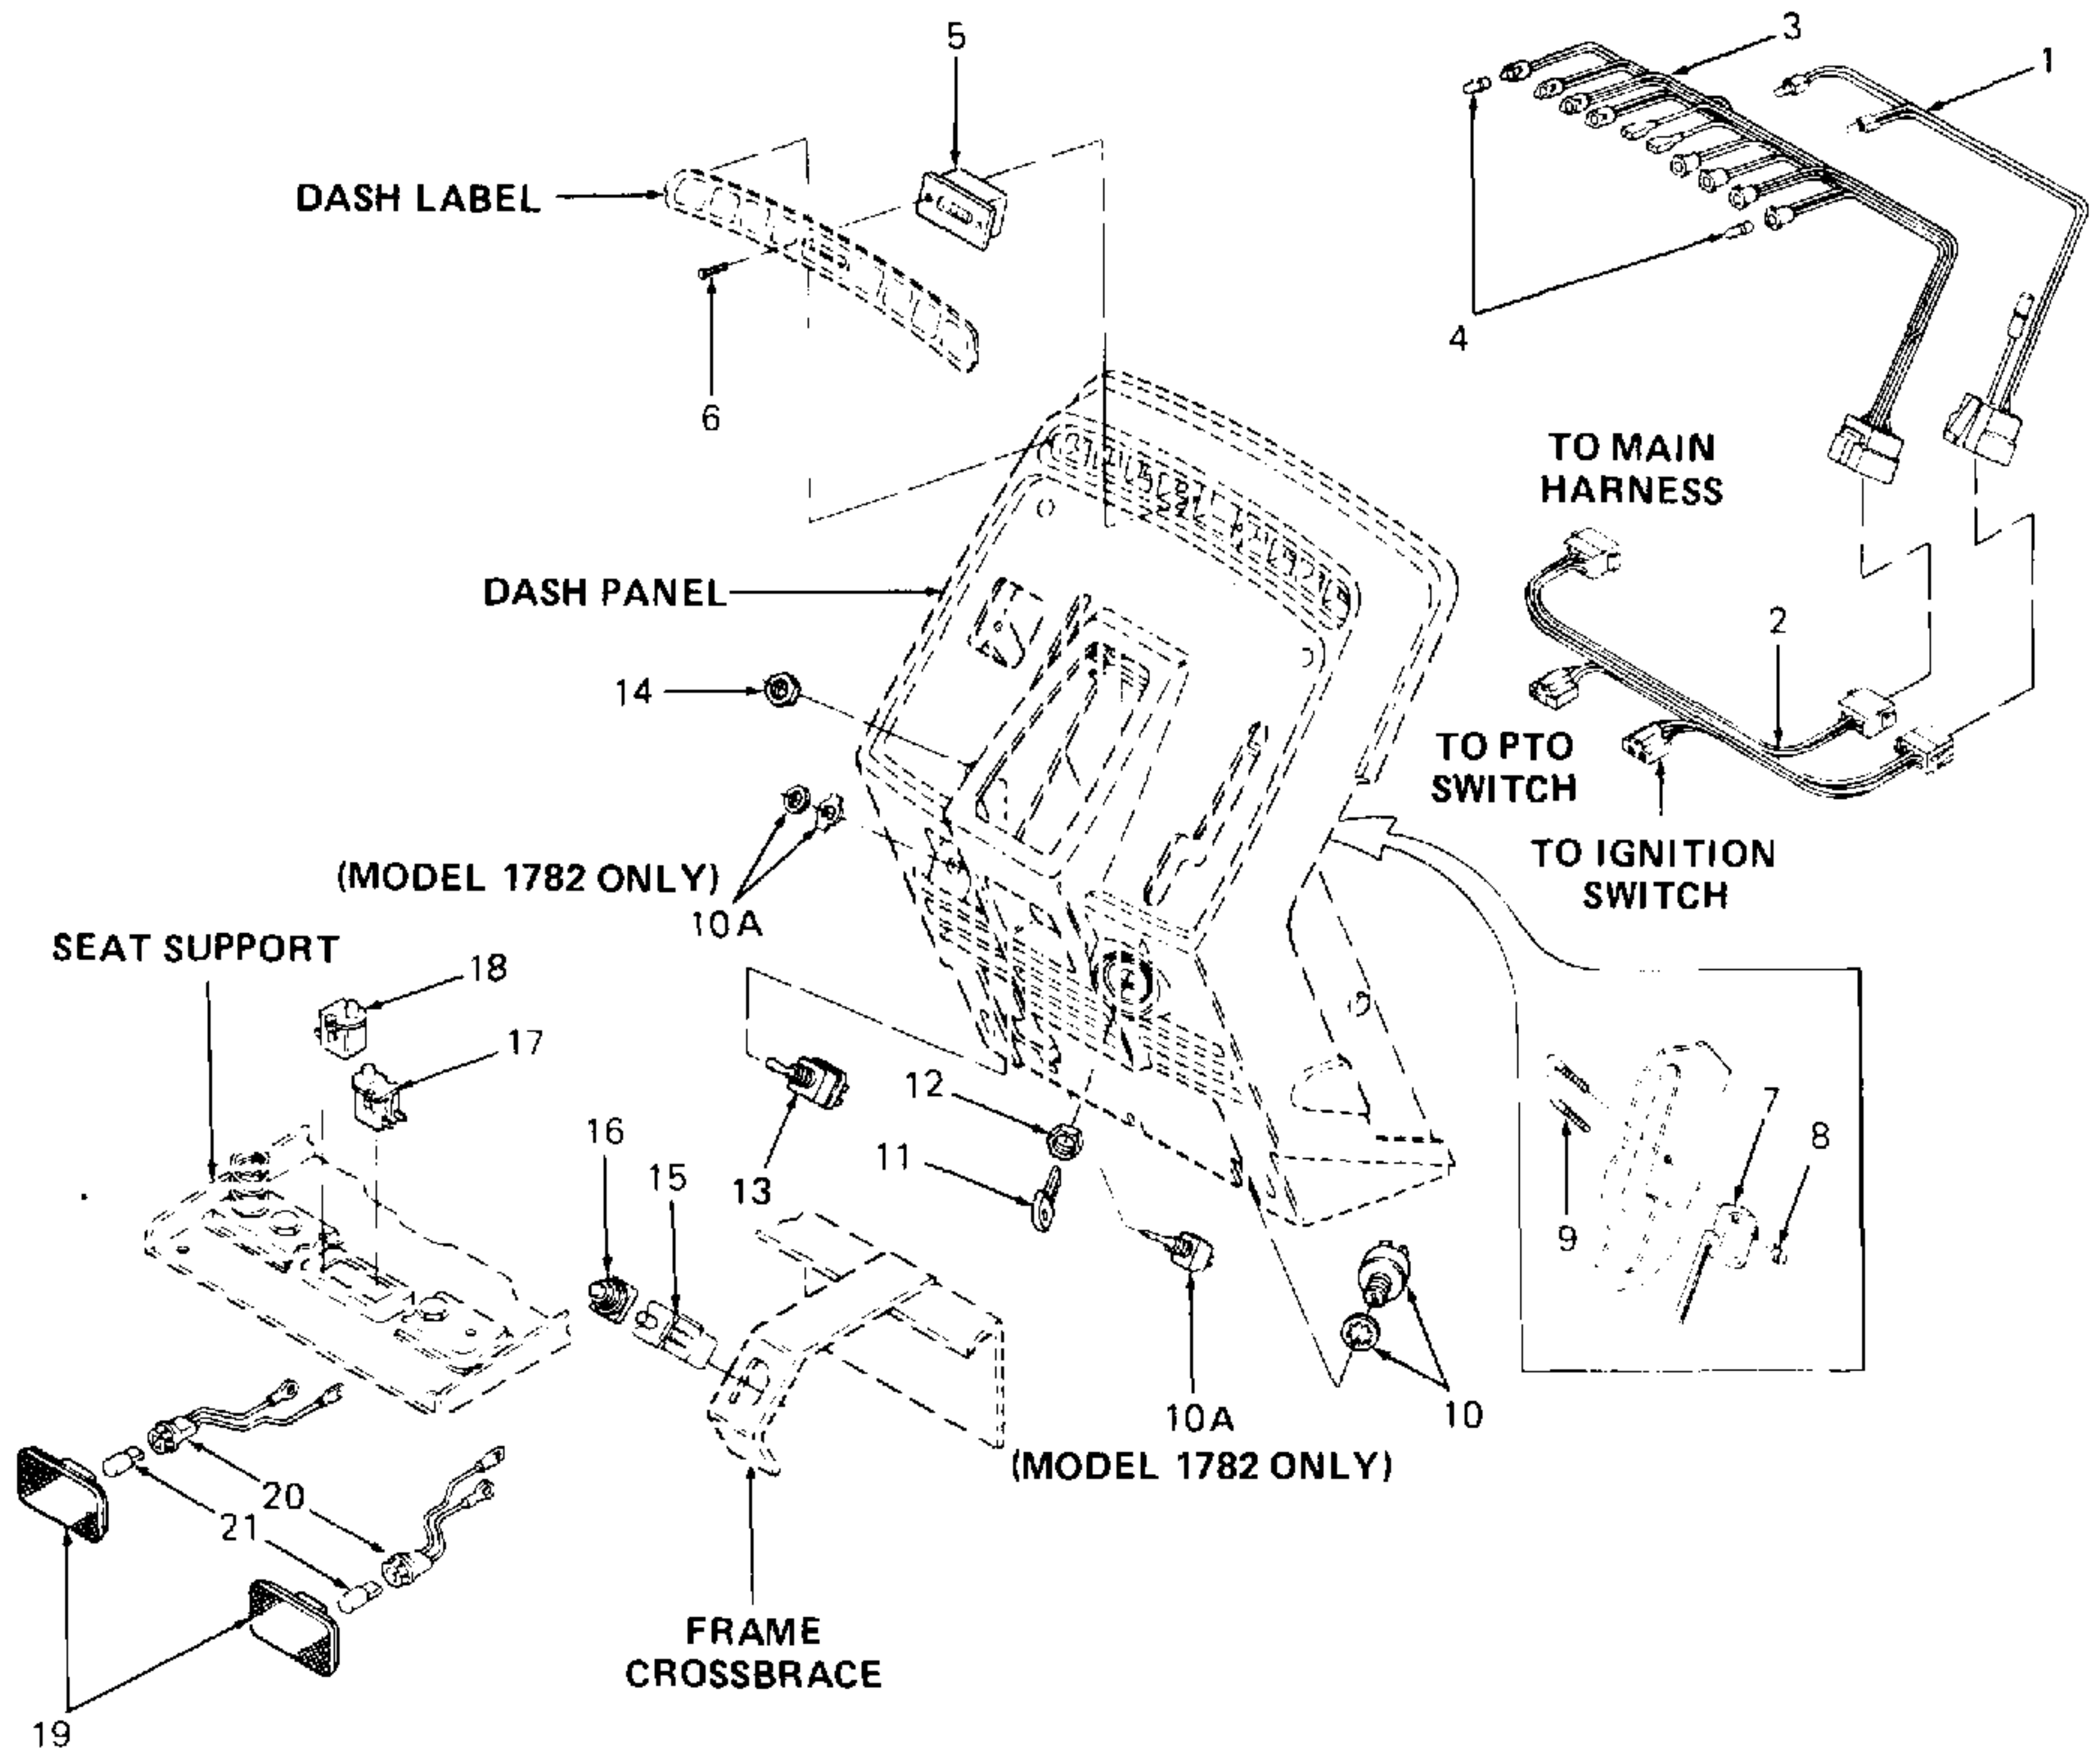 5
3
1
DASH LABEL
4
6
TO MAIN
HARNESS
DASH PANEL
2
14
TO PTO
SWITCH
TO IGNITION
SWITCH
(MODEL 1782 ONLY)
10A
SEAT SUPPORT
18
17
12
7
8
16
11
15
13
9
10A
10
(MODEL 1782 ONLY)
20
21
FRAME
CROSSBRACE
19